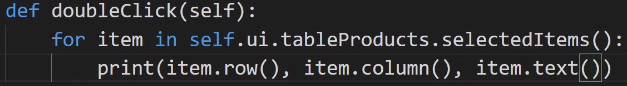 def doubleClick(self):
    for item in self.ui.tableProducts.selectedItems():
        print(item.row(), item.column(), item.text())